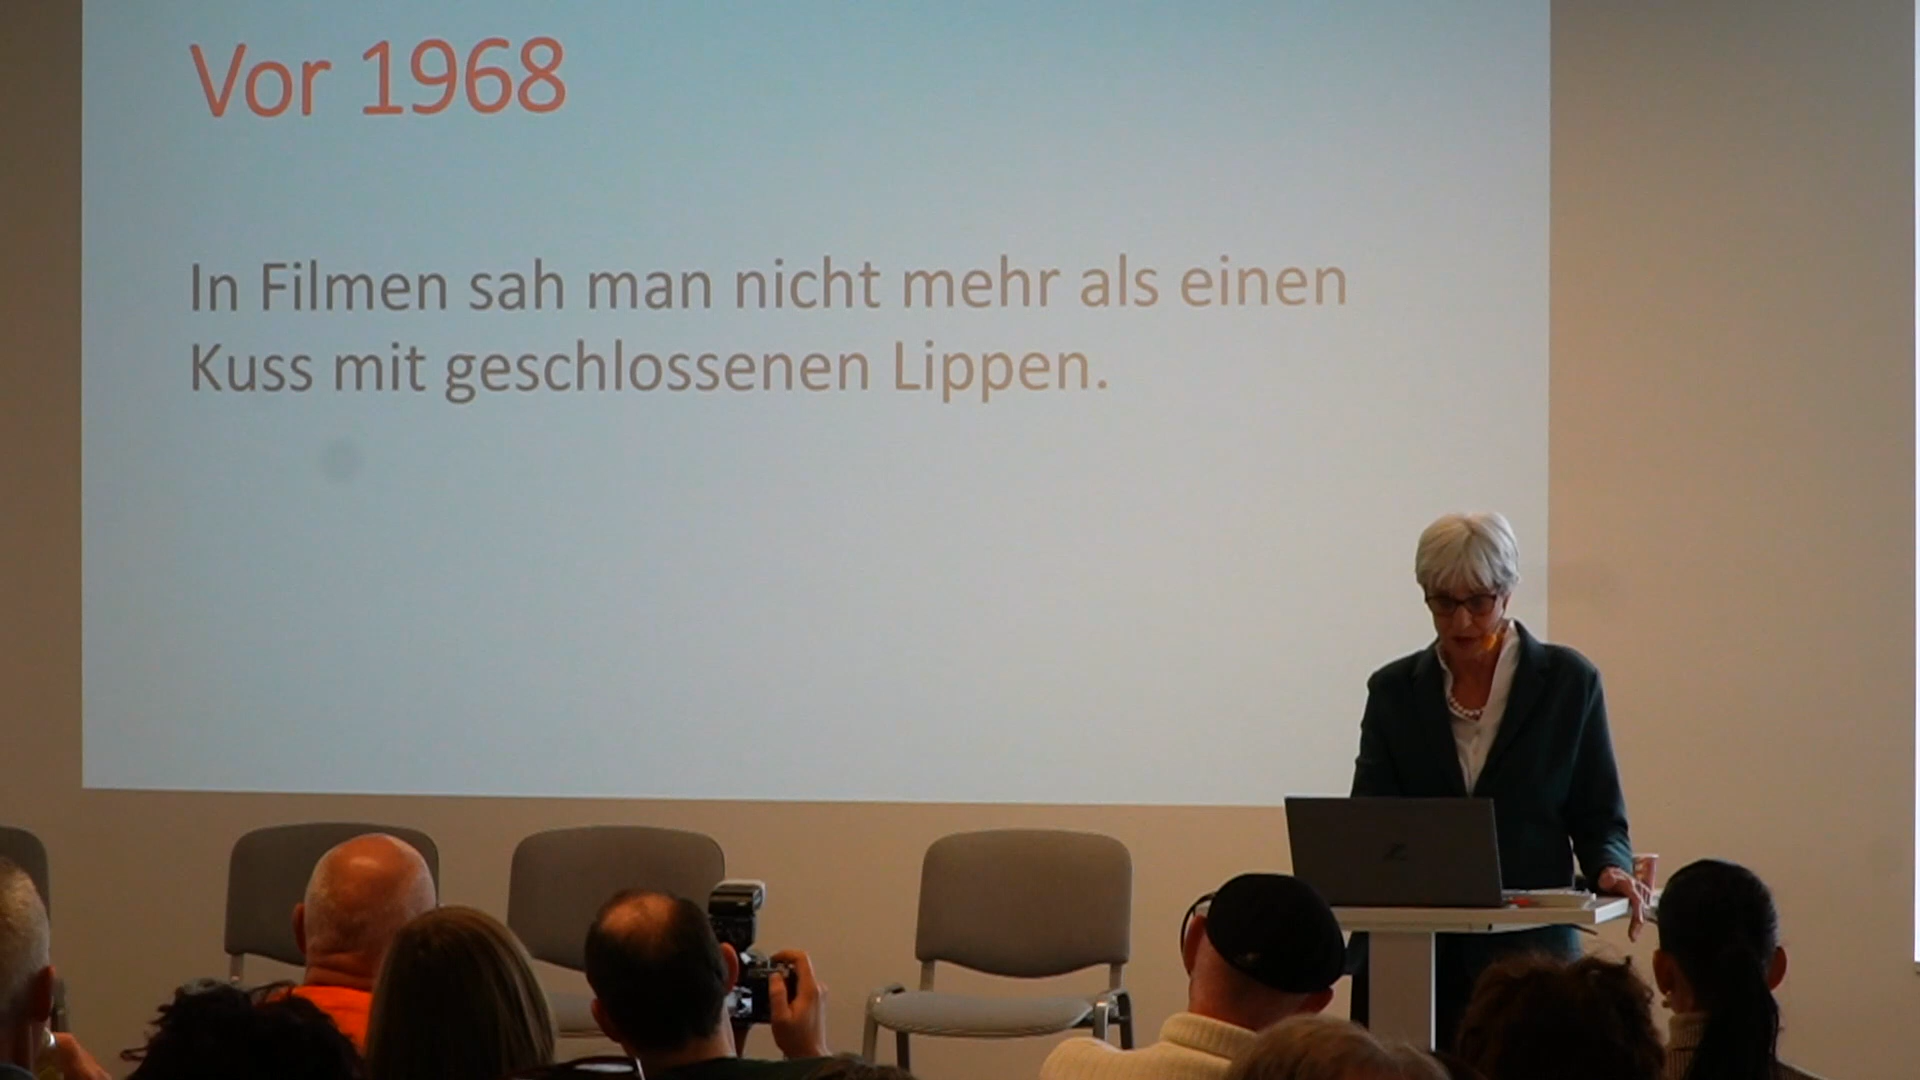 Vor 1968
In Filmen sah man nicht mehr als einen
Kuss mit geschlossenen Lippen.